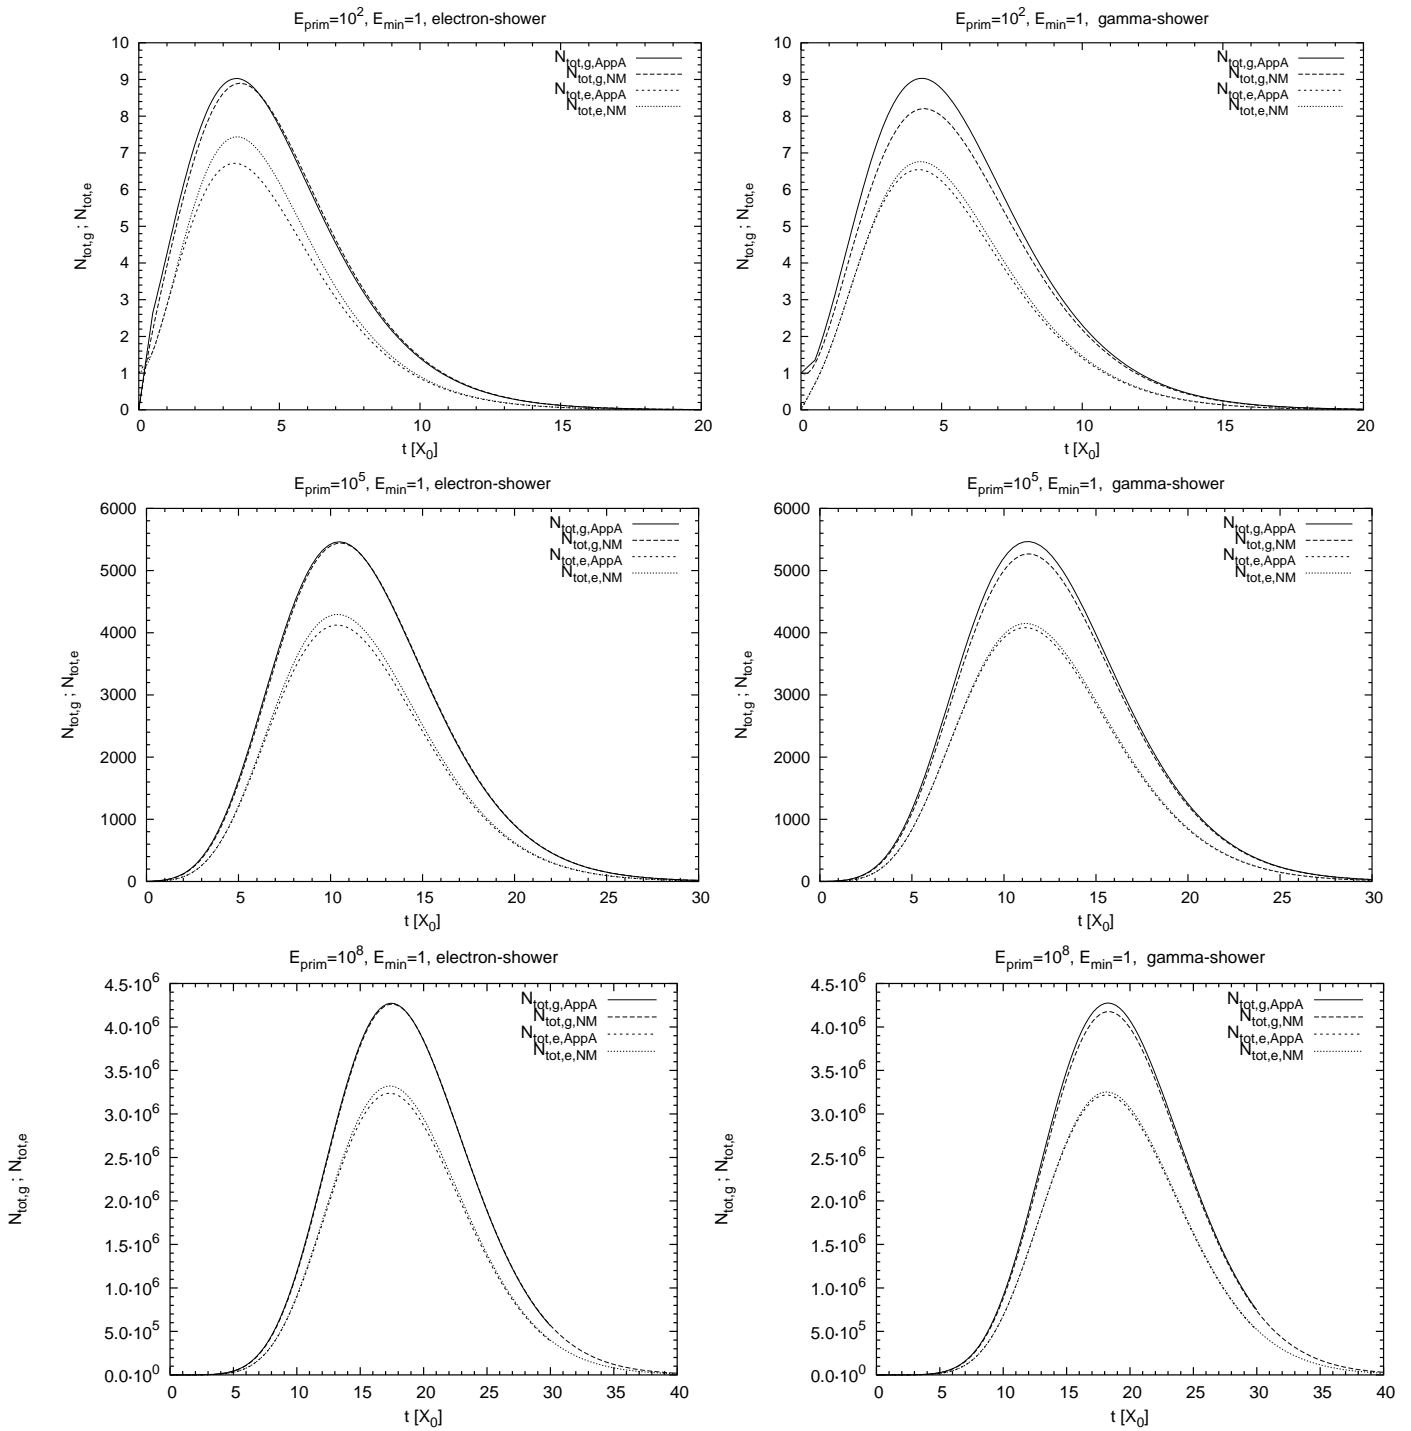 E_prim=10^2, E_min=1, electron-shower
10
9
8
7
6
5
4
3
2
1
0
N_tot,g ; N_tot,e
N_tot,g,AppA
N_tot,g,NM
N_tot,e,AppA
N_tot,e,NM
0 5 10 15 20
t [X_0]
E_prim=10^2, E_min=1, gamma-shower
10
9
8
7
6
5
4
3
2
1
0
N_tot,g ; N_tot,e
N_tot,g,AppA
N_tot,g,NM
N_tot,e,AppA
N_tot,e,NM
0 5 10 15 20
t [X_0]
E_prim=10^5, E_min=1, electron-shower
6000
5000
4000
3000
2000
1000
0
N_tot,g ; N_tot,e
N_tot,g,AppA
N_tot,g,NM
N_tot,e,AppA
N_tot,e,NM
0 5 10 15 20 25 30
t [X_0]
E_prim=10^5, E_min=1, gamma-shower
6000
5000
4000
3000
2000
1000
0
N_tot,g ; N_tot,e
N_tot,g,AppA
N_tot,g,NM
N_tot,e,AppA
N_tot,e,NM
0 5 10 15 20 25 30
t [X_0]
E_prim=10^8, E_min=1, electron-shower
4.5·10^6
4.0·10^6
3.5·10^6
3.0·10^6
2.5·10^6
2.0·10^6
1.5·10^6
1.0·10^6
5.0·10^5
0.0·10^0
N_tot,g ; N_tot,e
N_tot,g,AppA
N_tot,g,NM
N_tot,e,AppA
N_tot,e,NM
0 5 10 15 20 25 30 35 40
t [X_0]
E_prim=10^8, E_min=1, gamma-shower
4.5·10^6
4.0·10^6
3.5·10^6
3.0·10^6
2.5·10^6
2.0·10^6
1.5·10^6
1.0·10^6
5.0·10^5
0.0·10^0
N_tot,g ; N_tot,e
N_tot,g,AppA
N_tot,g,NM
N_tot,e,AppA
N_tot,e,NM
0 5 10 15 20 25 30 35 40
t [X_0]